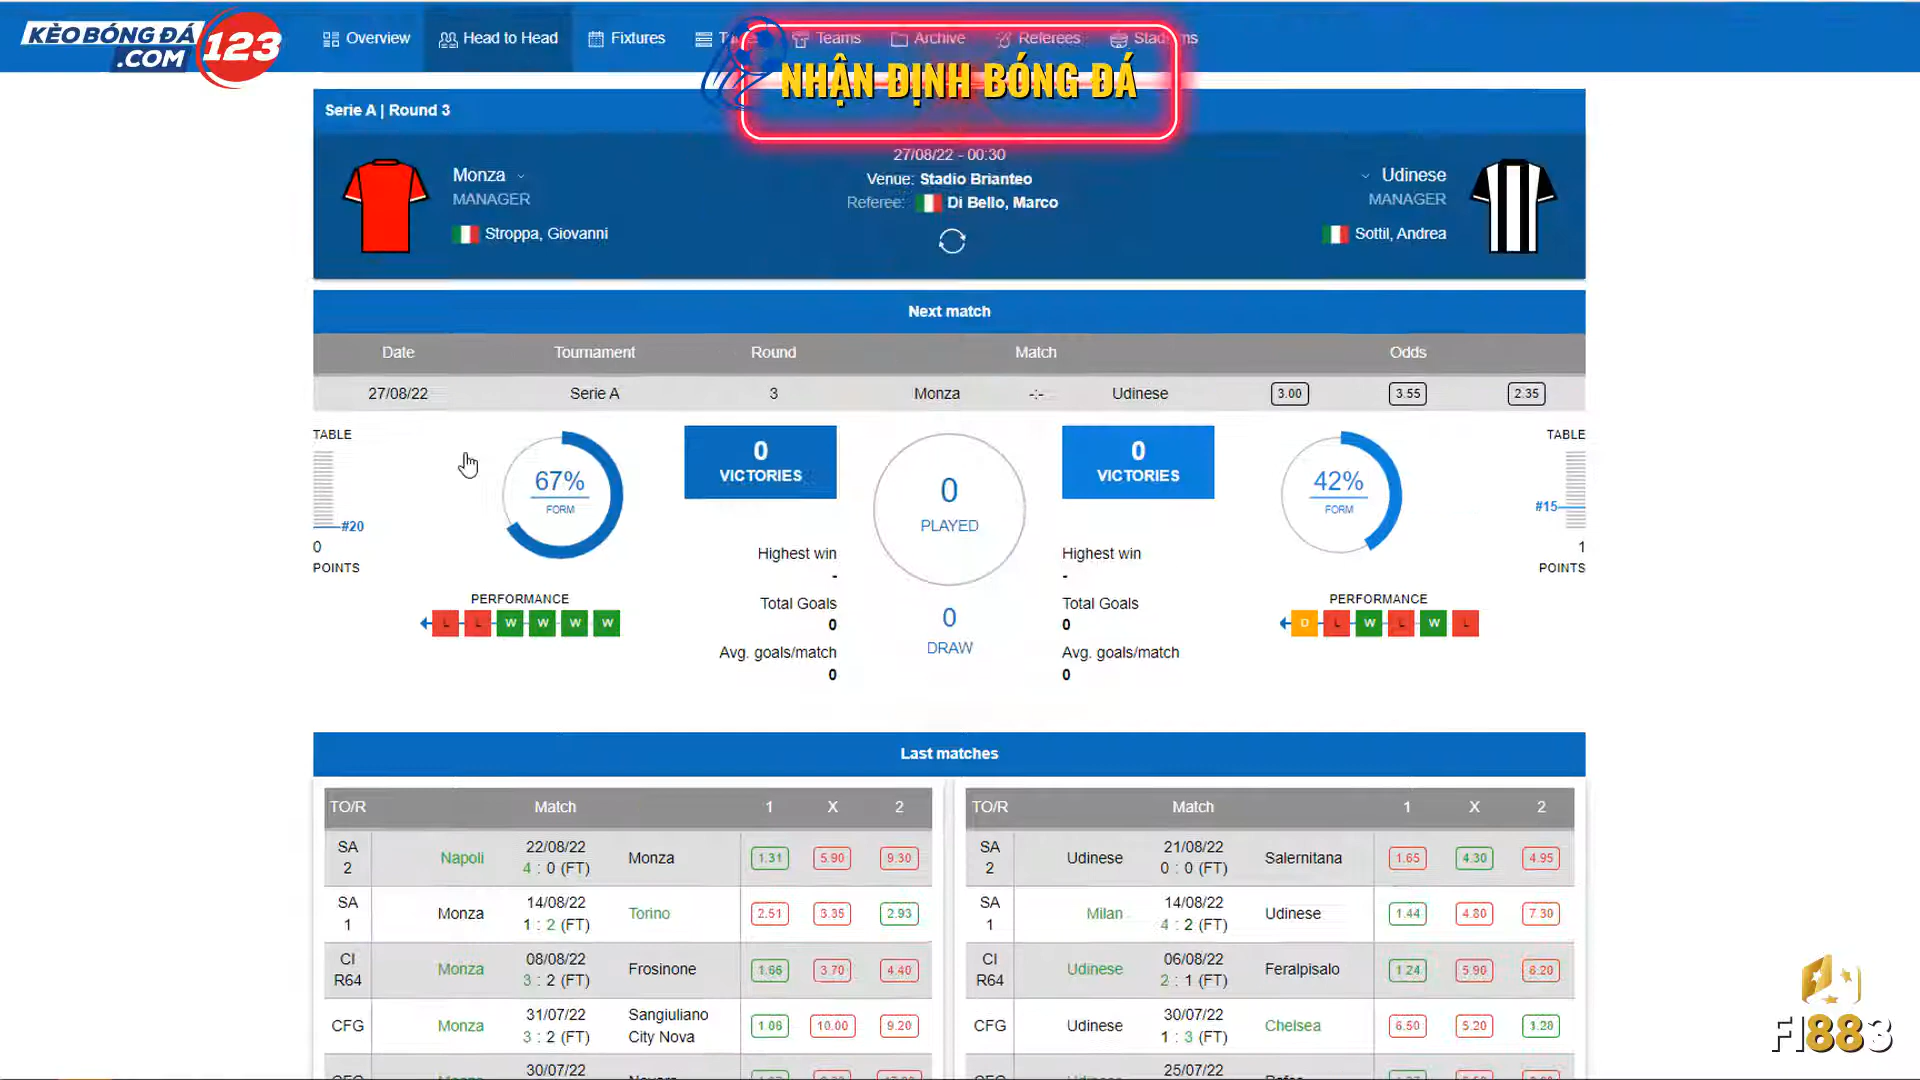 KÈO BÓNG ĐÁ
.COM 123
Overview
Head to Head
Fixtures
Teams
Archive
Referees
NHẬN ĐỊNH BÓNG ĐÁ
Serie A | Round 3
27/08/22 - 00:30
Monza
Venue: Stadio Brianteo
Udinese
MANAGER
Referee: Di Bello, Marco
MANAGER
Stroppa, Giovanni
Sottil, Andrea
Next match
Date Tournament Round Match Odds
27/08/22 Serie A 3 Monza -:- Udinese 3.00 3.55 2.35
TABLE
67%
FORM
0
VICTORIES
0
PLAYED
0
VICTORIES
42%
FORM
TABLE
#20
#15
0
POINTS
1
POINTS
Highest win
-
Highest win
-
PERFORMANCE
L L W W W W
Total Goals
0
0
DRAW
Total Goals
0
PERFORMANCE
D L W L W L
Avg. goals/match
0
Avg. goals/match
0
Last matches
TO/R Match 1 X 2
SA 22/08/22
2 Napoli 4 : 0 (FT) Monza 1.31 5.90 9.30
SA 14/08/22
1 Monza 1 : 2 (FT) Torino 2.51 3.35 2.93
CI 08/08/22
R64 Monza 3 : 2 (FT) Frosinone 1.66 3.70 4.40
31/07/22 Sangiuliano
CFG Monza 3 : 2 (FT) City Nova 1.06 10.00 9.20
30/07/22
TO/R Match 1 X 2
SA 21/08/22
2 Udinese 0 : 0 (FT) Salernitana 1.65 4.30 4.95
SA 14/08/22
1 Milan 4 : 2 (FT) Udinese 1.44 4.80 7.30
CI 06/08/22
R64 Udinese 2 : 1 (FT) Feralpisalo 1.24 5.90 8.20
30/07/22
CFG Udinese 1 : 3 (FT) Chelsea 6.50 5.20 1.28
25/07/22
FI883